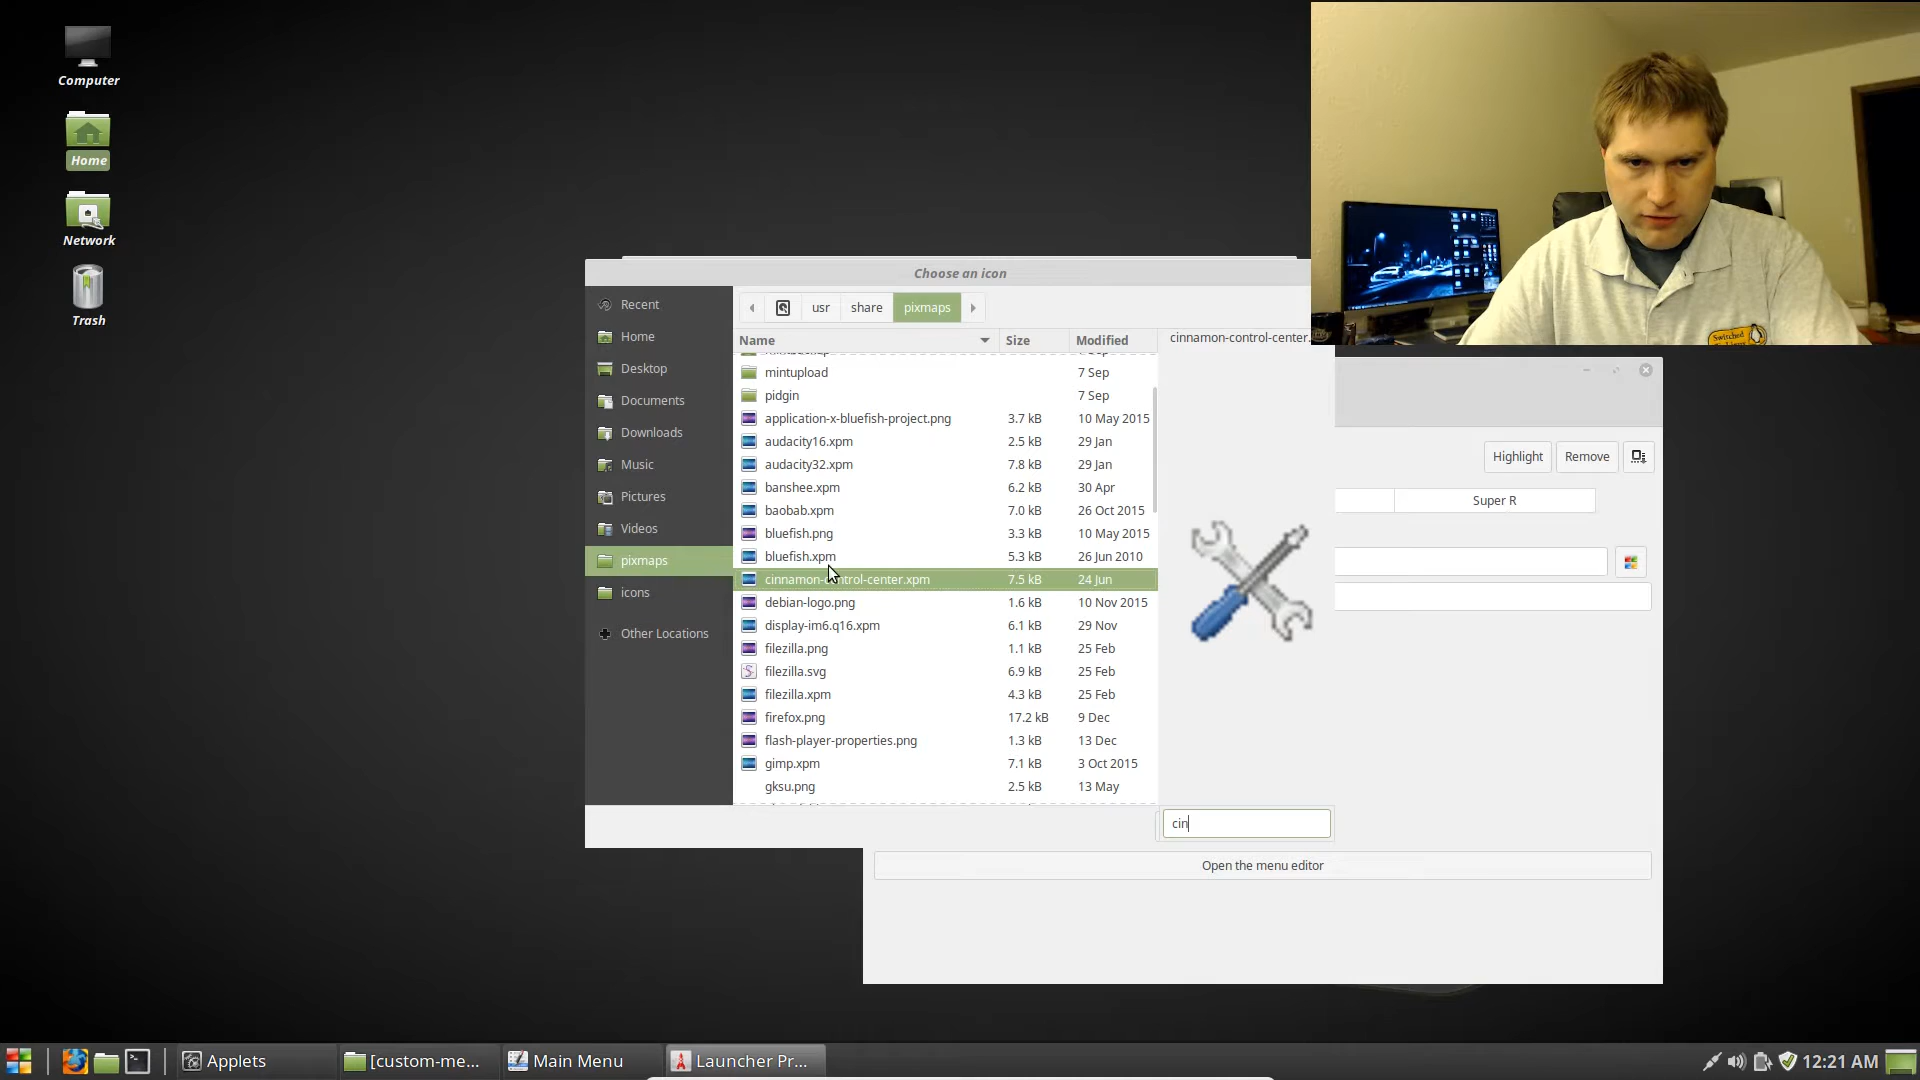 Computer
Home
Network
Trash
Choose an icon
Recent
Home
Desktop
Documents
Downloads
Music
Pictures
Videos
pixmaps
icons
Other Locations
usr share pixmaps
Name Size Modified
mintupload 7 Sep
pidgin 7 Sep
application-x-bluefish-project.png 3.7 kB 10 May 2015
audacity16.xpm 2.5 kB 29 Jan
audacity32.xpm 7.8 kB 29 Jan
banshee.xpm 6.2 kB 30 Apr
baobab.xpm 7.0 kB 26 Oct 2015
bluefish.png 3.3 kB 10 May 2015
bluefish.xpm 5.3 kB 26 Jun 2010
cinnamon-control-center.xpm 7.5 kB 24 Jun
debian-logo.png 1.6 kB 10 Nov 2015
display-im6.q16.xpm 6.1 kB 29 Nov
filezilla.png 1.1 kB 25 Feb
filezilla.svg 6.9 kB 25 Feb
filezilla.xpm 4.3 kB 25 Feb
firefox.png 17.2 kB 9 Dec
flash-player-properties.png 1.3 kB 13 Dec
gimp.xpm 7.1 kB 3 Oct 2015
gksu.png 2.5 kB 13 May
cinnamon-control-center.
cin
Highlight Remove
Super R
Open the menu editor
Applets [custom-me... Main Menu Launcher Pr... 12:21 AM